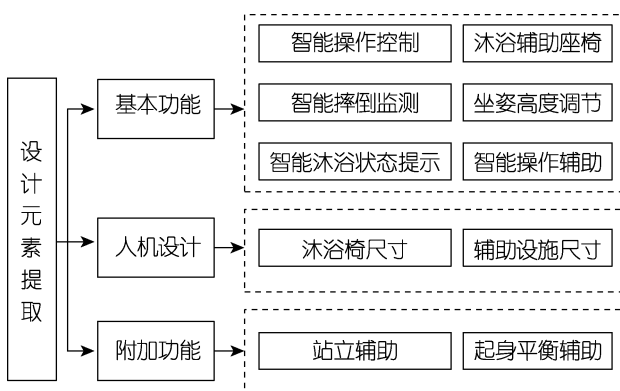 设计元素提取
基本功能
智能操作控制
沐浴辅助座椅
智能摔倒监测
坐姿高度调节
智能沐浴状态提示
智能操作辅助
人机设计
沐浴椅尺寸
辅助设施尺寸
附加功能
站立辅助
起身平衡辅助